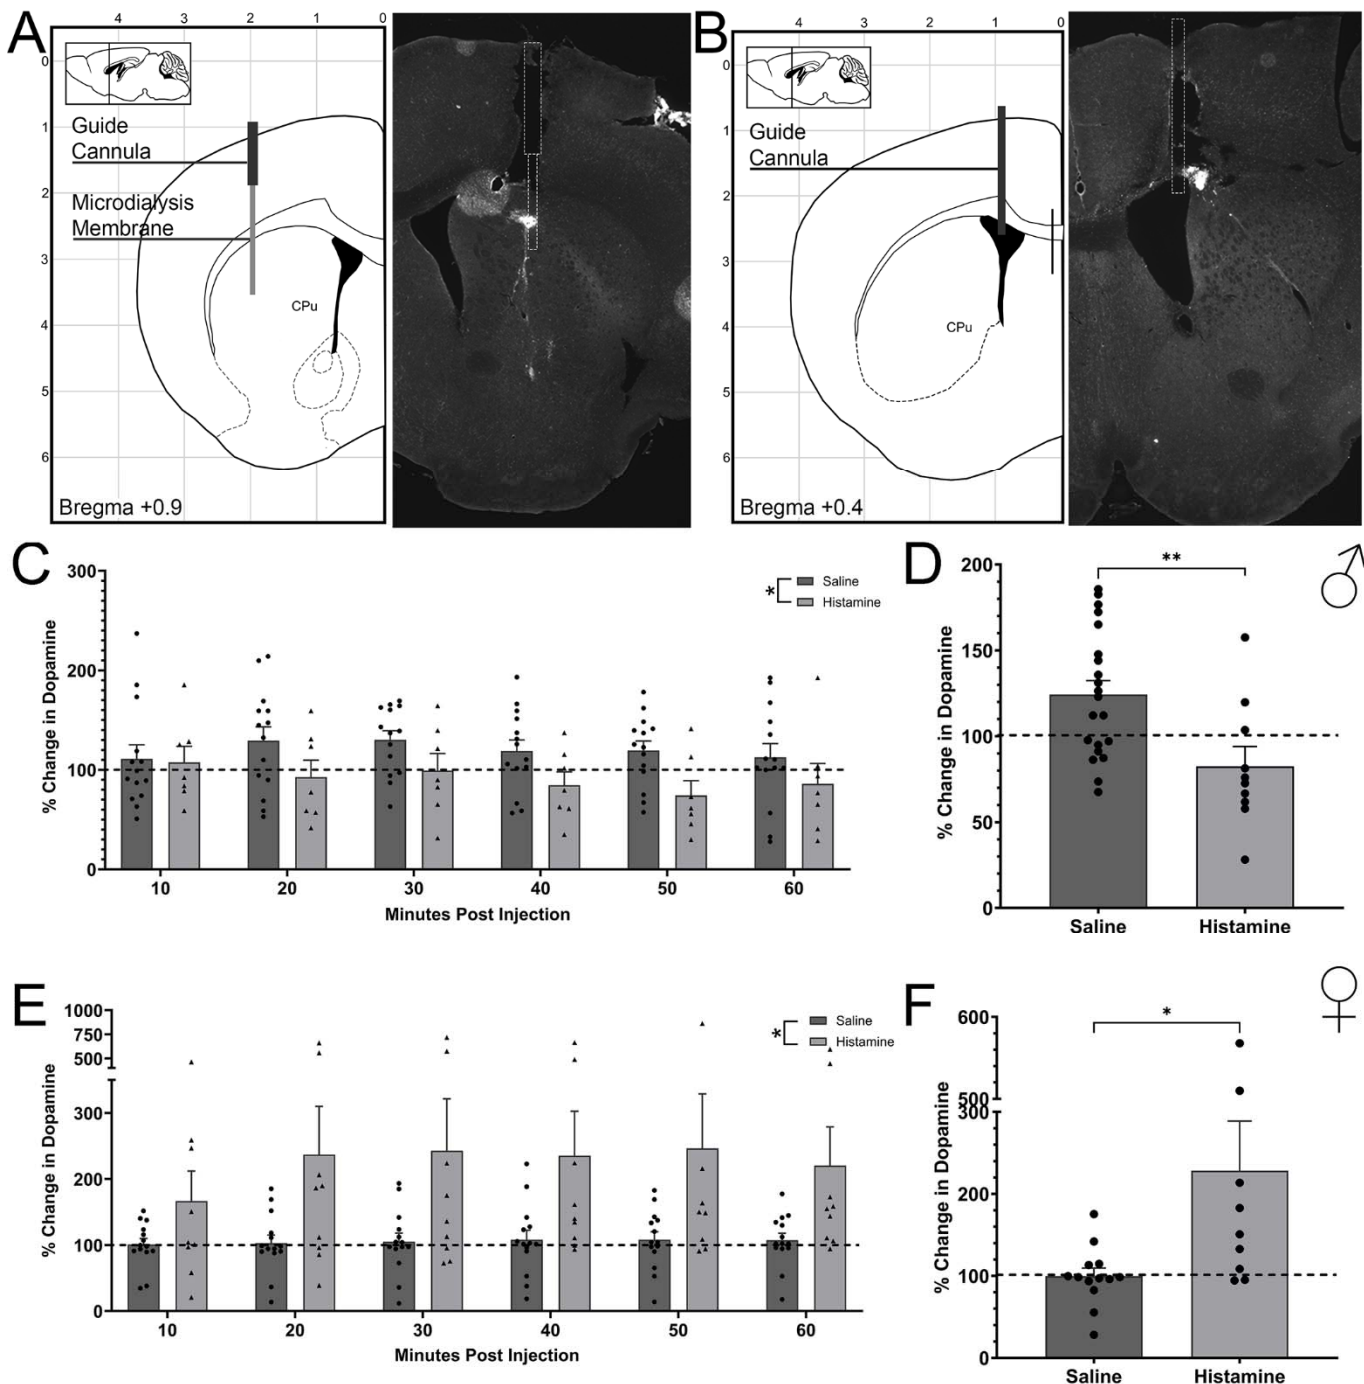 A
4 3 2 1 0
0
Guide
Cannula
1
2
Microdialysis
Membrane
3
CPu
4
5
6
Bregma +0.9
B
4 3 2 1 0
0
Guide
Cannula
1
2
3
CPu
4
5
6
Bregma +0.4
C
% Change in Dopamine
300
200
100
0
* Saline
Histamine
10 20 30 40 50 60
Minutes Post Injection
D
% Change in Dopamine
200
150
100
50
0
**
♂
Saline Histamine
E
% Change in Dopamine
1000
750
500
300
200
100
0
* Saline
Histamine
10 20 30 40 50 60
Minutes Post Injection
F
% Change in Dopamine
600
500
300
200
100
0
*
♀
Saline Histamine